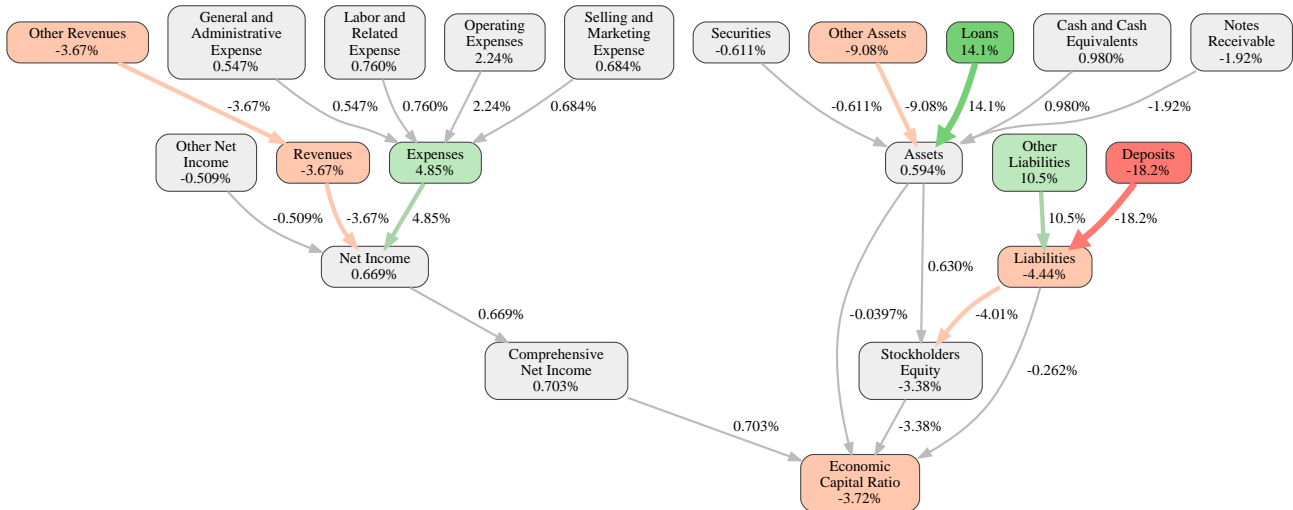 Other Revenues
-3.67%
General and
Administrative
Expense
0.547%
Labor and
Related
Expense
0.760%
Operating
Expenses
2.24%
Selling and
Marketing
Expense
0.684%
Securities
-0.611%
Other Assets
-9.08%
Loans
14.1%
Cash and Cash
Equivalents
0.980%
Notes
Receivable
-1.92%
-3.67%
0.547%
0.760%
2.24%
0.684%
-0.611%
-9.08%
14.1%
0.980%
-1.92%
Other Net
Income
-0.509%
Revenues
-3.67%
Expenses
4.85%
Assets
0.594%
Other
Liabilities
10.5%
Deposits
-18.2%
-0.509%
-3.67%
4.85%
10.5%
-18.2%
Net Income
0.669%
0.630%
Liabilities
-4.44%
0.669%
-0.0397%
-4.01%
Comprehensive
Net Income
0.703%
Stockholders
Equity
-3.38%
-0.262%
0.703%
-3.38%
Economic
Capital Ratio
-3.72%